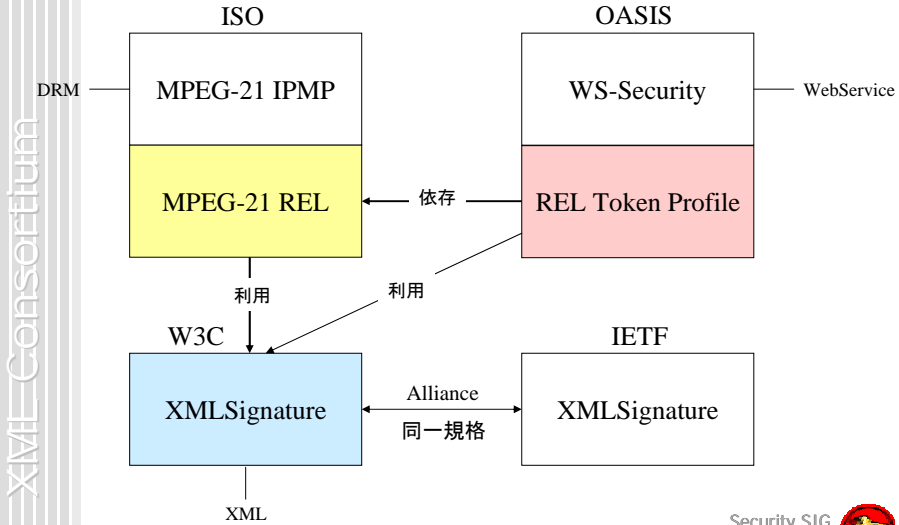 ISO
OASIS
DRM
MPEG-21 IPMP
WS-Security
WebService
MPEG-21 REL
依存
REL Token Profile
利用
利用
W3C
IETF
XMLSignature
Alliance
同一規格
XMLSignature
XML
XML Consortium
Security SIG